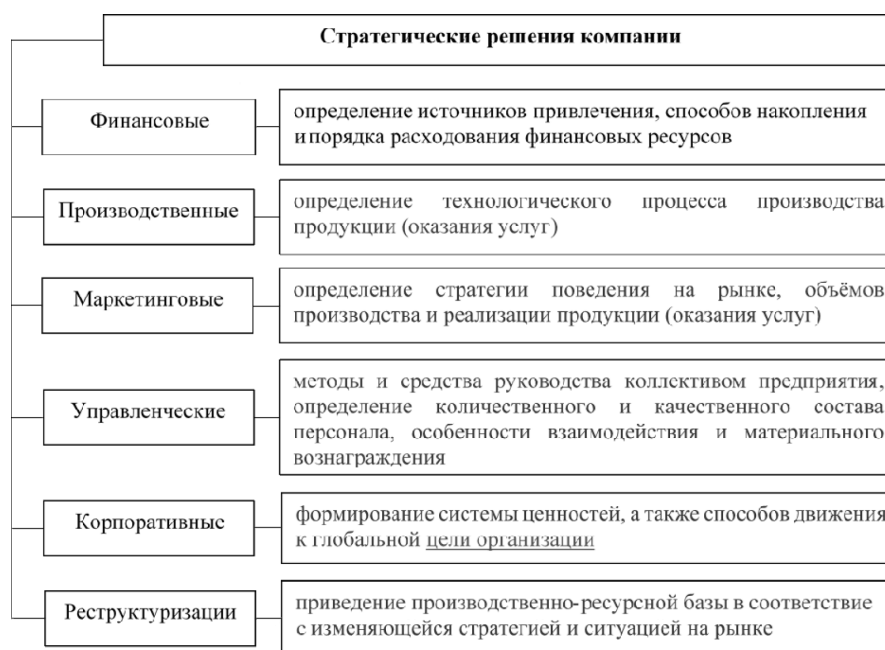 Стратегические решения компании
Финансовые
определение источников привлечения, способов накопления
и порядка расходования финансовых ресурсов
Производственные
определение технологического процесса производства
продукции (оказания услуг)
Маркетинговые
определение стратегии поведения на рынке, объёмов
производства и реализации продукции (оказания услуг)
Управленческие
методы и средства руководства коллективом предприятия,
определение количественного и качественного состава
персонала, особенности взаимодействия и материального
вознаграждения
Корпоративные
формирование системы ценностей, а также способов движения
к глобальной цели организации
Реструктуризации
приведение производственно-ресурсной базы в соответствие
с изменяющейся стратегией и ситуацией на рынке